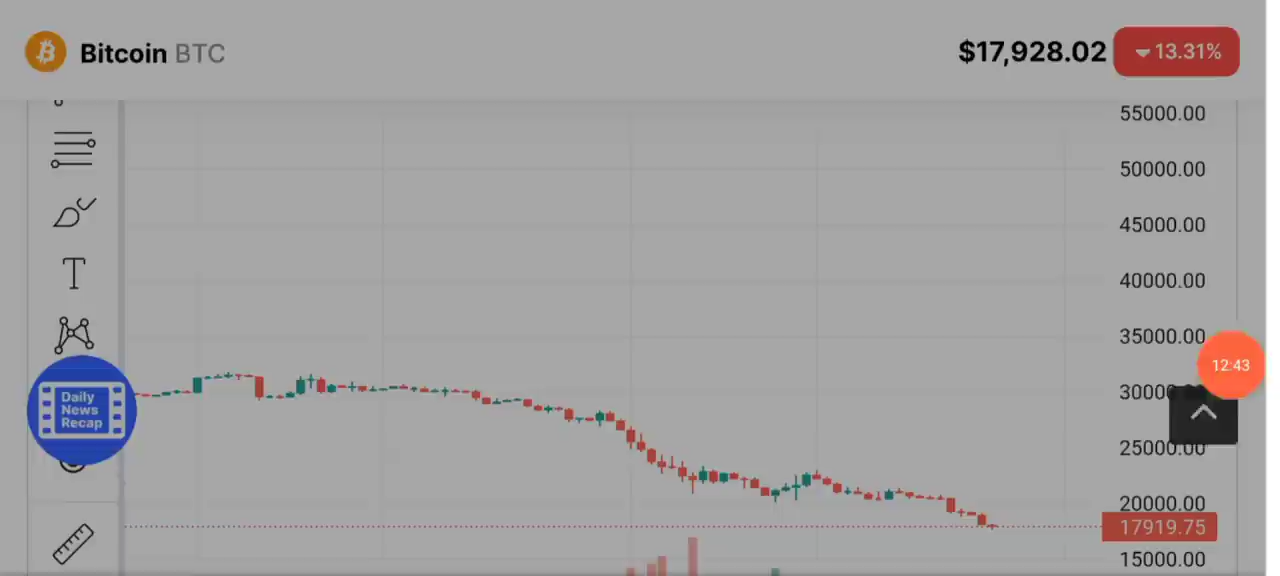 Bitcoin BTC
$17,928.02
13.31%
55000.00
50000.00
45000.00
T
40000.00
35000.00
12:43
30000
Daily
News
Recap
25000.00
20000.00
17919.75
15000.00